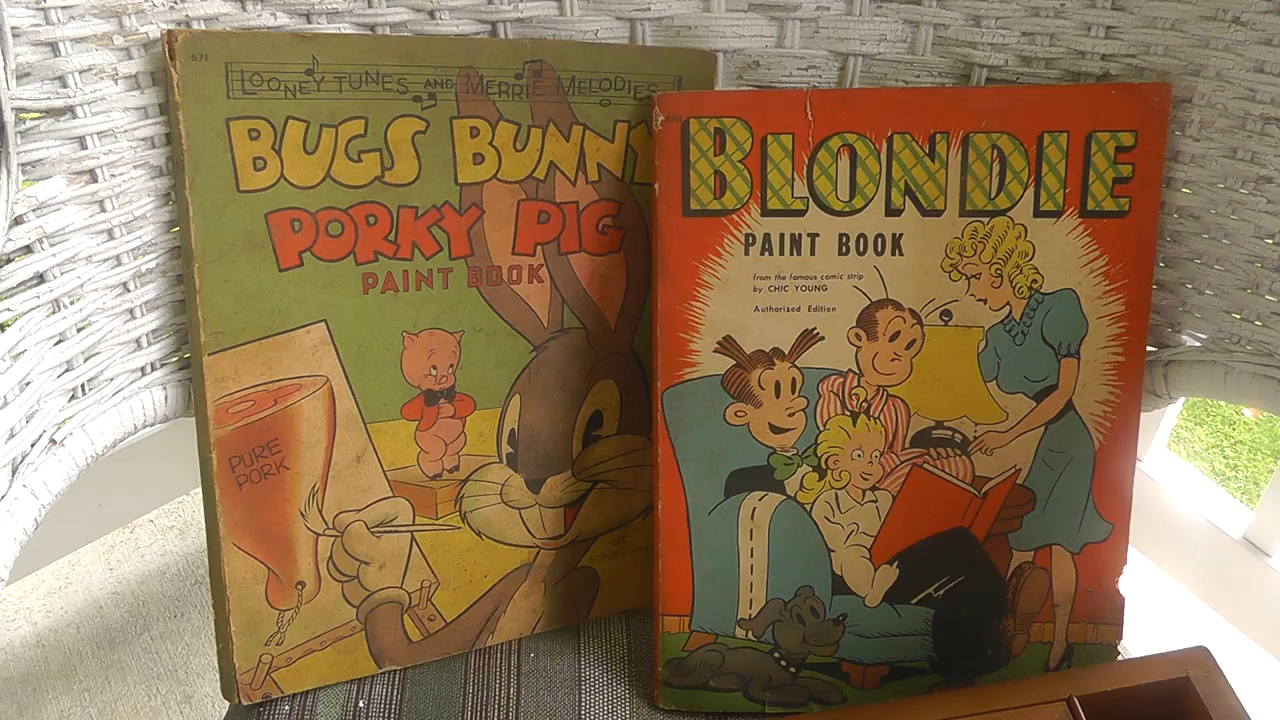 671
LOONEY TUNES AND MERRIE MELODIES
BUGS BUNNY
PORKY PIG
PAINT BOOK
PURE
PORK
680
BLONDIE
PAINT BOOK
from the famous comic strip
by CHIC YOUNG
Authorized Edition